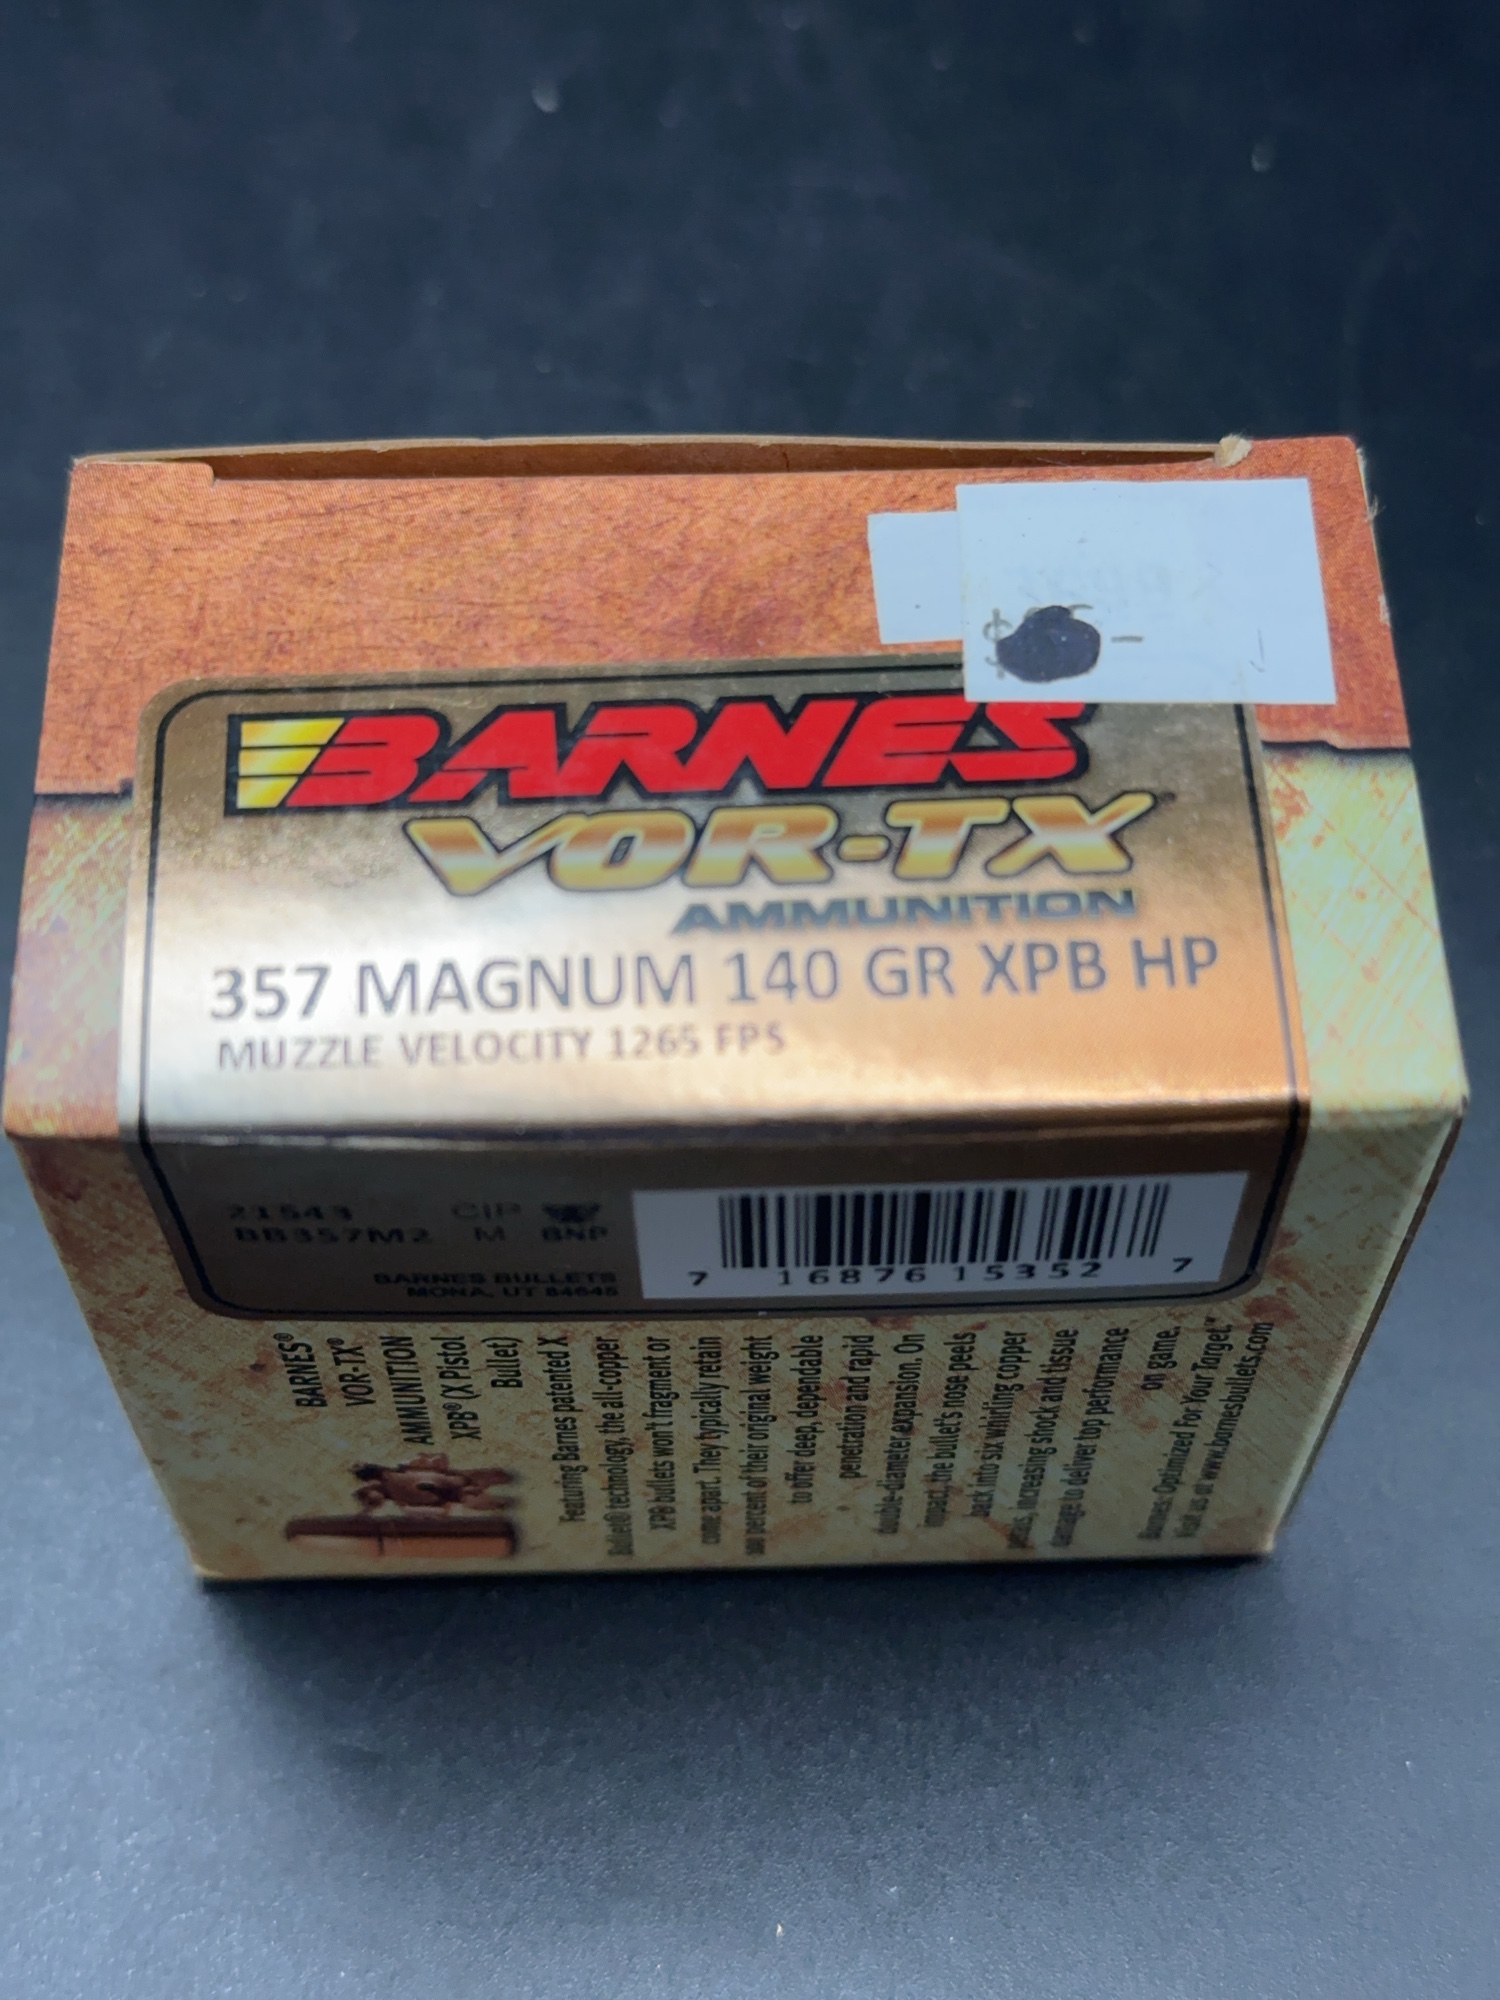 BARNES
VOR-TX™
AMMUNITION
357 MAGNUM 140 GR XPB HP
MUZZLE VELOCITY 1265 FPS
21543 CIP
BB357M2 M BNP
BARNES BULLETS
MONA, UT 84645
7 16876 15352 7
$ -
BARNES®
VOR-TX®
AMMUNITION
XPB® (X Pistol
Bullet)
Featuring Barnes patented X
Bullet® technology, the all-copper
XPB® bullets won't fragment or
come apart. They typically retain
100 percent of their original weight
to offer deep, dependable
penetration and rapid
double-diameter expansion. On
impact, the bullet's nose peels
back into six whirling copper
petals, increasing shock and tissue
damage to deliver top performance
on game.
Barnes: Optimized For Your Target.™
Visit us at www.barnesbullets.com